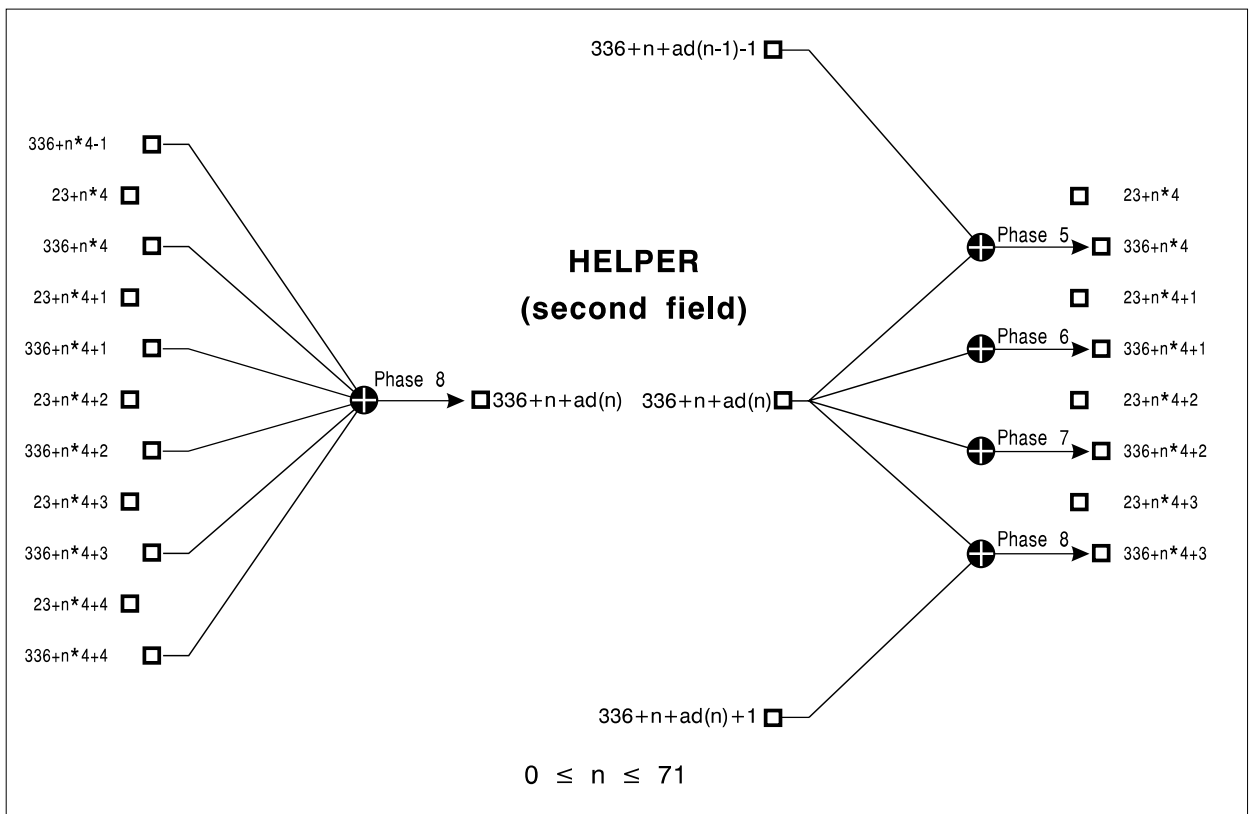 336+n+ad(n-1)-1
336+n*4-1
23+n*4
336+n*4
23+n*4+1
336+n*4+1
23+n*4+2
336+n*4+2
23+n*4+3
336+n*4+3
23+n*4+4
336+n*4+4
Phase 8
336+n+ad(n)
HELPER
(second field)
336+n+ad(n)
Phase 5
Phase 6
Phase 7
Phase 8
23+n*4
336+n*4
23+n*4+1
336+n*4+1
23+n*4+2
336+n*4+2
23+n*4+3
336+n*4+3
336+n+ad(n)+1
0 ≤ n ≤ 71